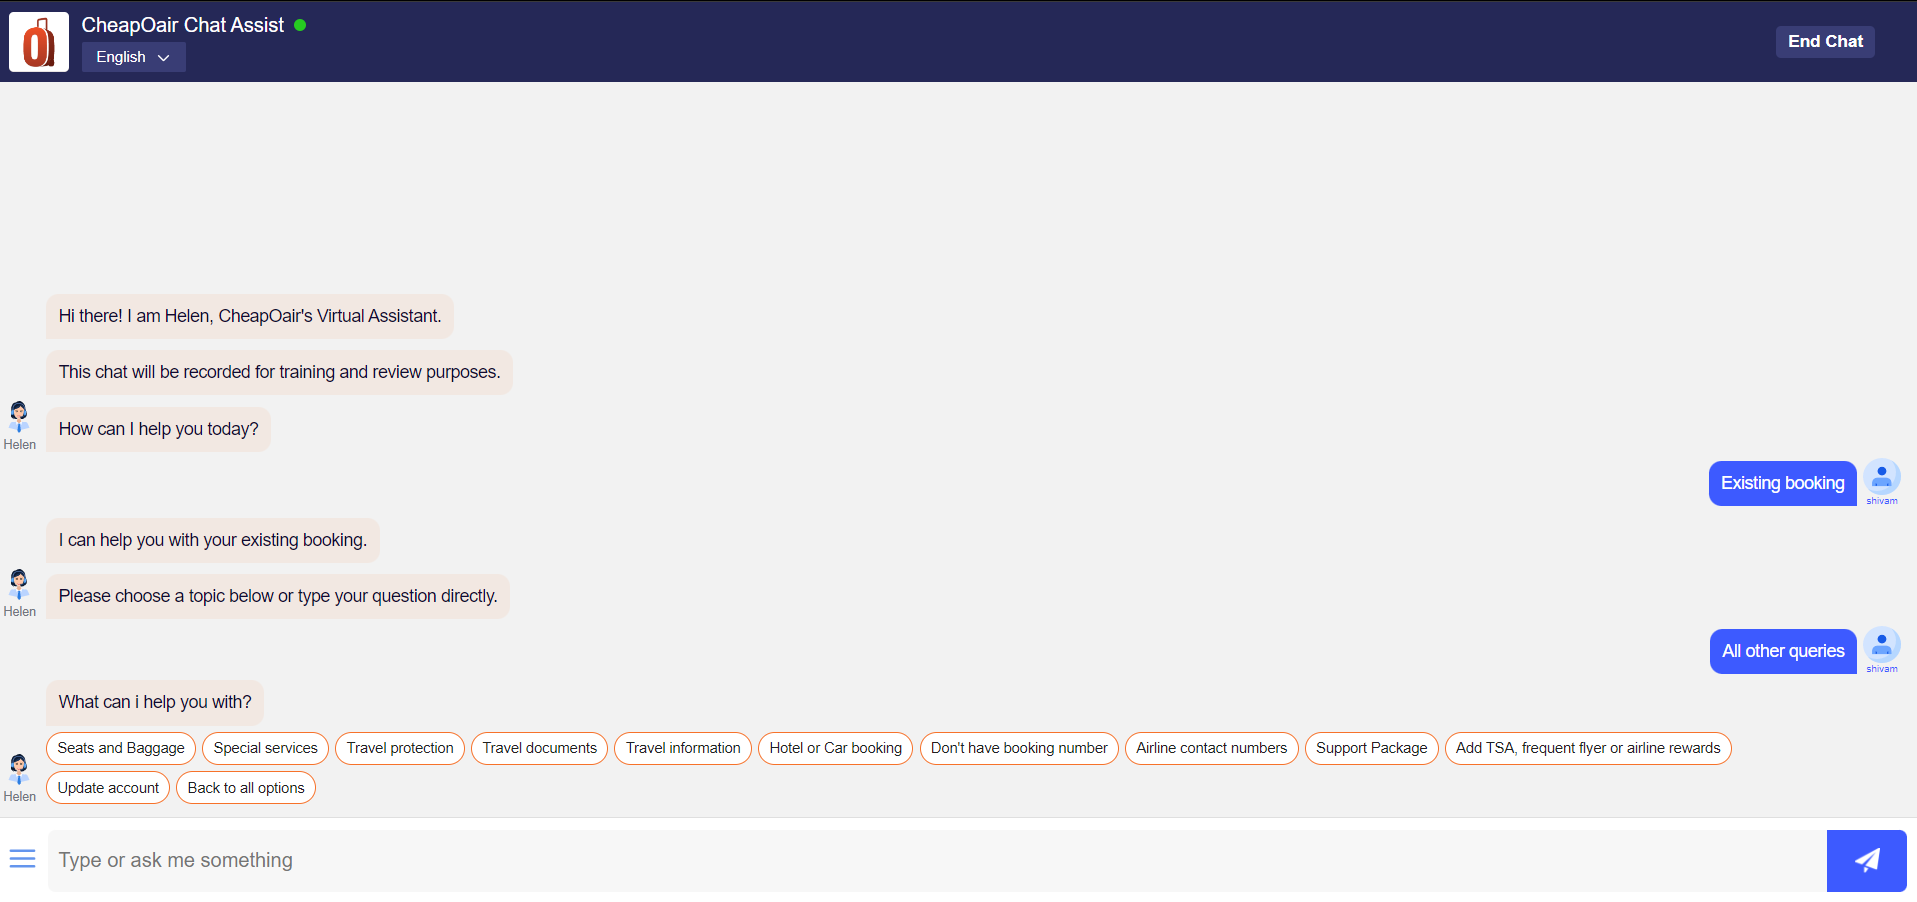 CheapOair Chat Assist
English
End Chat
Hi there! I am Helen, CheapOair's Virtual Assistant.
This chat will be recorded for training and review purposes.
How can I help you today?
Helen
Existing booking
shivam
I can help you with your existing booking.
Please choose a topic below or type your question directly.
Helen
All other queries
shivam
What can i help you with?
Seats and Baggage Special services Travel protection Travel documents Travel information Hotel or Car booking Don't have booking number Airline contact numbers Support Package Add TSA, frequent flyer or airline rewards
Update account Back to all options
Helen
Type or ask me something